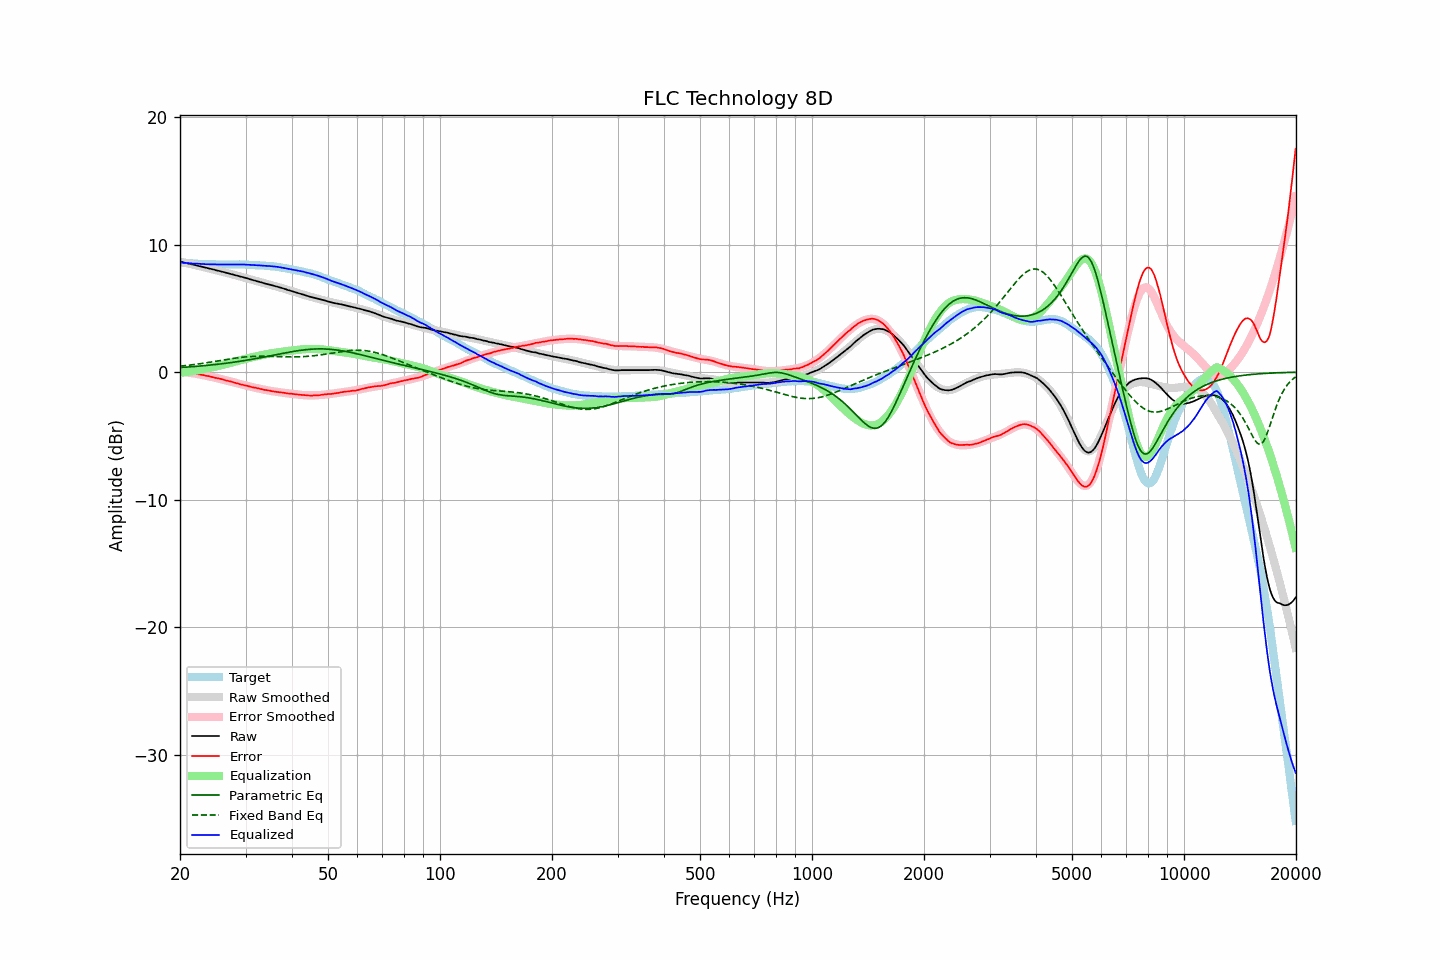 FLC Technology 8D
20
10
0
−10
−20
−30
Amplitude (dBr)
Target
Raw Smoothed
Error Smoothed
Raw
Error
Equalization
Parametric Eq
Fixed Band Eq
Equalized
20 50 100 200 500 1000 2000 5000 10000 20000
Frequency (Hz)